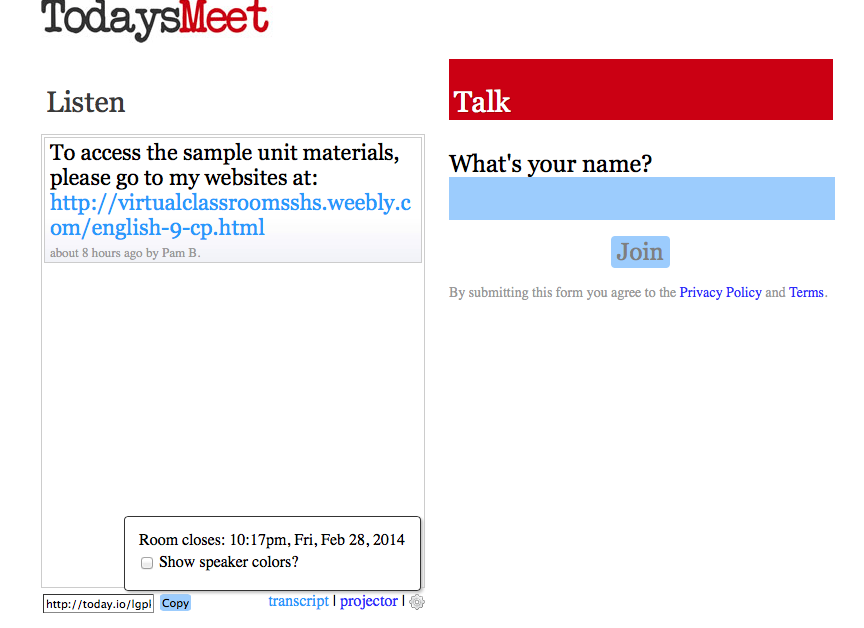 TodaysMeet
Listen
To access the sample unit materials,
please go to my websites at:
http://virtualclassroomsshs.weebly.c
om/english-9-cp.html
about 8 hours ago by Pam B.
Talk
What's your name?
Join
By submitting this form you agree to the Privacy Policy and Terms.
Room closes: 10:17pm, Fri, Feb 28, 2014
Show speaker colors?
http://today.io/lgpl Copy transcript | projector |